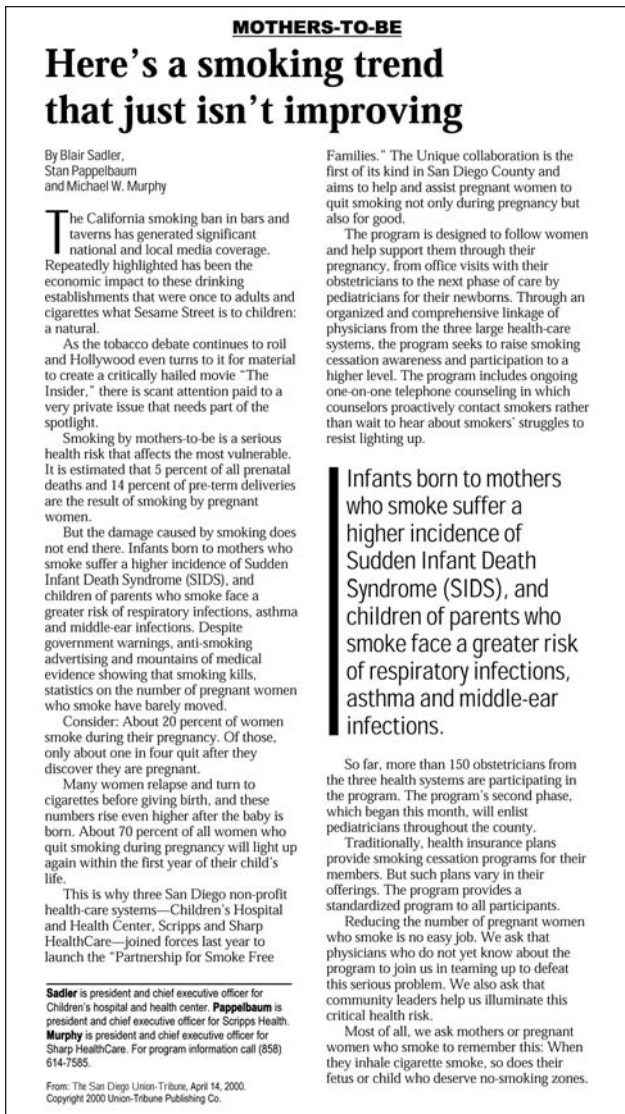 MOTHERS-TO-BE
Here's a smoking trend
that just isn't improving
By Blair Sadler,
Stan Pappelbaum
and Michael W. Murphy
The California smoking ban in bars and
taverns has generated significant
national and local media coverage.
Repeatedly highlighted has been the
economic impact to these drinking
establishments that were once to adults and
cigarettes what Sesame Street is to children:
a natural.
As the tobacco debate continues to roil
and Hollywood even turns to it for material
to create a critically hailed movie "The
Insider," there is scant attention paid to a
very private issue that needs part of the
spotlight.
Smoking by mothers-to-be is a serious
health risk that affects the most vulnerable.
It is estimated that 5 percent of all prenatal
deaths and 14 percent of pre-term deliveries
are the result of smoking by pregnant
women.
But the damage caused by smoking does
not end there. Infants born to mothers who
smoke suffer a higher incidence of Sudden
Infant Death Syndrome (SIDS), and
children of parents who smoke face a
greater risk of respiratory infections, asthma
and middle-ear infections. Despite
government warnings, anti-smoking
advertising and mountains of medical
evidence showing that smoking kills,
statistics on the number of pregnant women
who smoke have barely moved.
Consider: About 20 percent of women
smoke during their pregnancy. Of those,
only about one in four quit after they
discover they are pregnant.
Many women relapse and turn to
cigarettes before giving birth, and these
numbers rise even higher after the baby is
born. About 70 percent of all women who
quit smoking during pregnancy will light up
again within the first year of their child's
life.
This is why three San Diego non-profit
health-care systems—Children's Hospital
and Health Center, Scripps and Sharp
HealthCare—joined forces last year to
launch the "Partnership for Smoke Free
Families." The Unique collaboration is the
first of its kind in San Diego County and
aims to help and assist pregnant women to
quit smoking not only during pregnancy but
also for good.
The program is designed to follow women
and help support them through their
pregnancy, from office visits with their
obstetricians to the next phase of care by
pediatricians for their newborns. Through an
organized and comprehensive linkage of
physicians from the three large health-care
systems, the program seeks to raise smoking
cessation awareness and participation to a
higher level. The program includes ongoing
one-on-one telephone counseling in which
counselors proactively contact smokers rather
than wait to hear about smokers' struggles to
resist lighting up.
Infants born to mothers
who smoke suffer a
higher incidence of
Sudden Infant Death
Syndrome (SIDS), and
children of parents who
smoke face a greater risk
of respiratory infections,
asthma and middle-ear
infections.
So far, more than 150 obstetricians from
the three health systems are participating in
the program. The program's second phase,
which began this month, will enlist
pediatricians throughout the county.
Traditionally, health insurance plans
provide smoking cessation programs for their
members. But such plans vary in their
offerings. The program provides a
standardized program to all participants.
Reducing the number of pregnant women
who smoke is no easy job. We ask that
physicians who do not yet know about the
program to join us in teaming up to defeat
this serious problem. We also ask that
community leaders help us illuminate this
critical health risk.
Most of all, we ask mothers or pregnant
women who smoke to remember this: When
they inhale cigarette smoke, so does their
fetus or child who deserve no-smoking zones.
Sadler is president and chief executive officer for
Children's hospital and health center. Pappelbaum is
president and chief executive officer for Scripps Health.
Murphy is president and chief executive officer for
Sharp HealthCare. For program information call (858)
614-7585.
From: The San Diego Union-Tribune, April 14, 2000.
Copyright 2000 Union-Tribune Publishing Co.